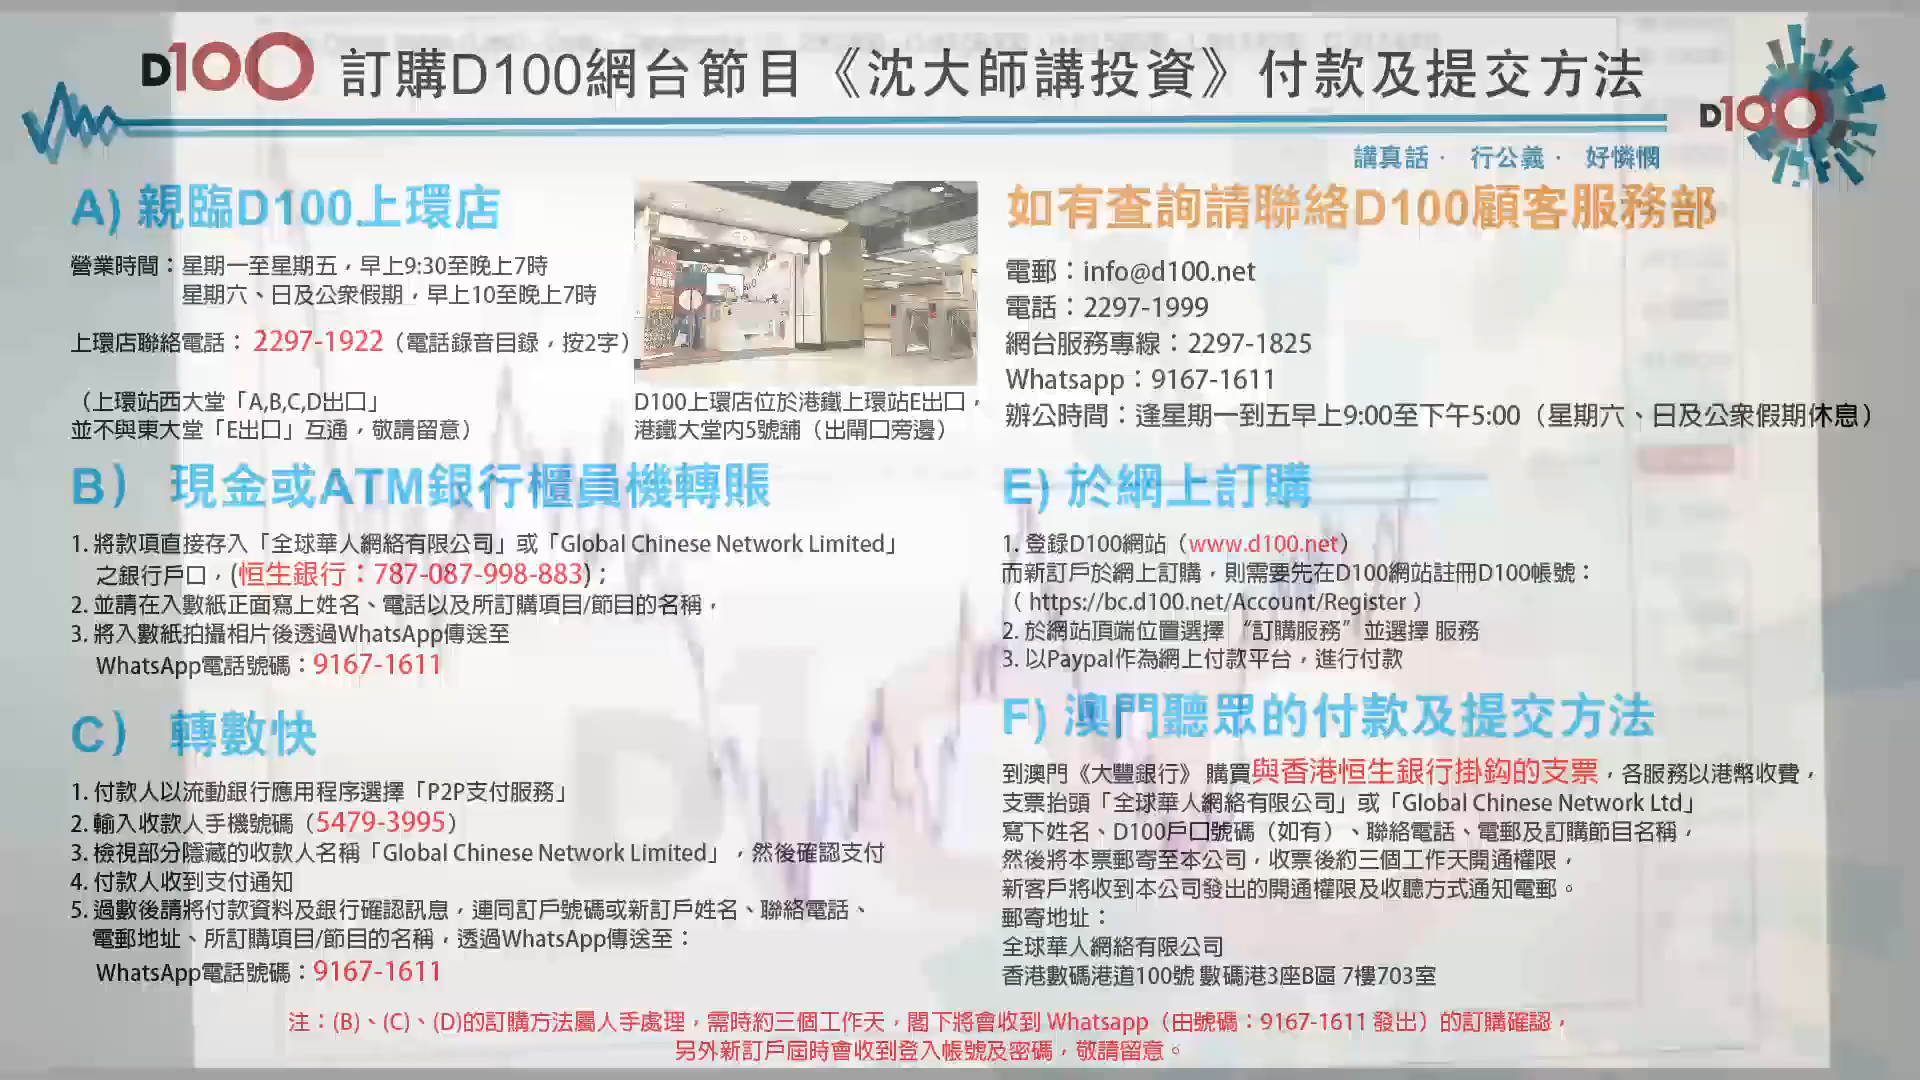 D100 訂購D100網台節目《沈大師講投資》付款及提交方法
D100
講真話 · 行公義 · 好憐憫
A) 親臨D100上環店
營業時間：星期一至星期五，早上9:30至晚上7時
星期六、日及公眾假期，早上10至晚上7時
上環店聯絡電話： 2297-1922（電話錄音目錄，按2字）
（上環站西大堂「A,B,C,D出口」
並不與東大堂「E出口」互通，敬請留意）
D100上環店位於港鐵上環站E出口，
港鐵大堂内5號舖（出閘口旁邊）
B） 現金或ATM銀行櫃員機轉賬
1. 將款項直接存入「全球華人網絡有限公司」或「Global Chinese Network Limited」
之銀行戶口，(恒生銀行：787-087-998-883)；
2. 並請在入數紙正面寫上姓名、電話以及所訂購項目/節目的名稱，
3. 將入數紙拍攝相片後透過WhatsApp傳送至
WhatsApp電話號碼：9167-1611
C） 轉數快
1. 付款人以流動銀行應用程序選擇「P2P支付服務」
2. 輸入收款人手機號碼（5479-3995）
3. 檢視部分隱藏的收款人名稱「Global Chinese Network Limited」，然後確認支付
4. 付款人收到支付通知
5. 過數後請將付款資料及銀行確認訊息，連同訂戶號碼或新訂戶姓名、聯絡電話、
電郵地址、所訂購項目/節目的名稱，透過WhatsApp傳送至：
WhatsApp電話號碼：9167-1611
如有查詢請聯絡D100顧客服務部
電郵：info@d100.net
電話：2297-1999
網台服務專線：2297-1825
Whatsapp：9167-1611
辦公時間：逢星期一到五早上9:00至下午5:00（星期六、日及公眾假期休息）
E) 於網上訂購
1. 登錄D100網站（www.d100.net）
而新訂戶於網上訂購，則需要先在D100網站註冊D100帳號：
（ https://bc.d100.net/Account/Register ）
2. 於網站頂端位置選擇 “訂購服務” 並選擇 服務
3. 以Paypal作為網上付款平台，進行付款
F) 澳門聽眾的付款及提交方法
到澳門《大豐銀行》 購買與香港恒生銀行掛鈎的支票，各服務以港幣收費，
支票抬頭「全球華人網絡有限公司」或「Global Chinese Network Ltd」
寫下姓名、D100戶口號碼（如有）、聯絡電話、電郵及訂購節目名稱，
然後將本票郵寄至本公司，收票後約三個工作天開通權限，
新客戶將收到本公司發出的開通權限及收聽方式通知電郵。
郵寄地址：
全球華人網絡有限公司
香港數碼港道100號 數碼港3座B區 7樓703室
注：(B)、(C)、(D)的訂購方法屬人手處理，需時約三個工作天，閣下將會收到 Whatsapp（由號碼：9167-1611 發出）的訂購確認，
另外新訂戶屆時會收到登入帳號及密碼，敬請留意。